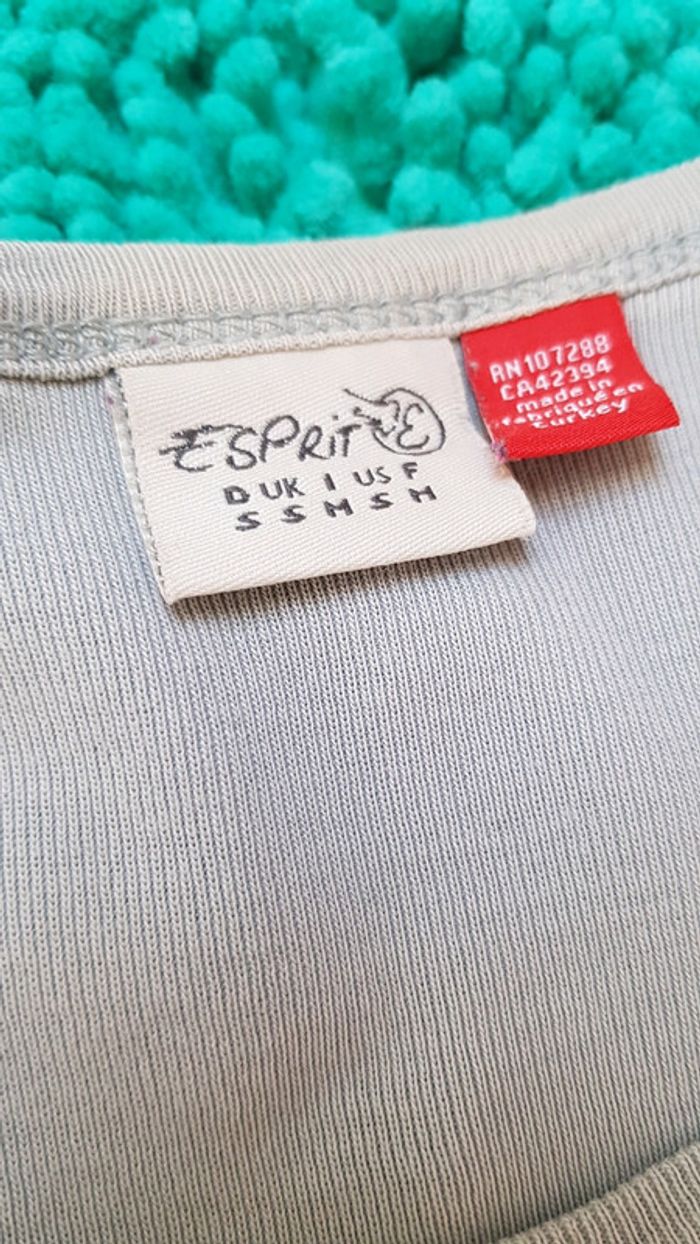 ESPRIT E
D UK I US F
S S M S M
RN107288
CA42394
made in
fabriqué en
turkey